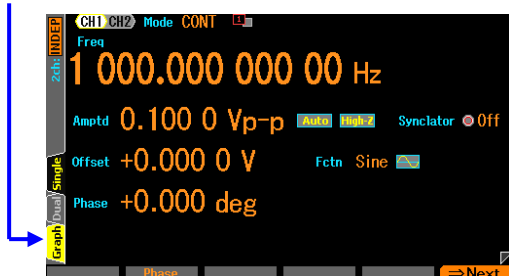 2ch: INDEP
CH1 CH2 Mode CONT 1
Freq
1 000.000 000 00 Hz
Amptd 0.100 0 Vp-p Auto High-Z Synclator Off
Offset +0.000 0 V Fctn Sine
Phase +0.000 deg
Single
Dual
Graph
Phase ⇒Next